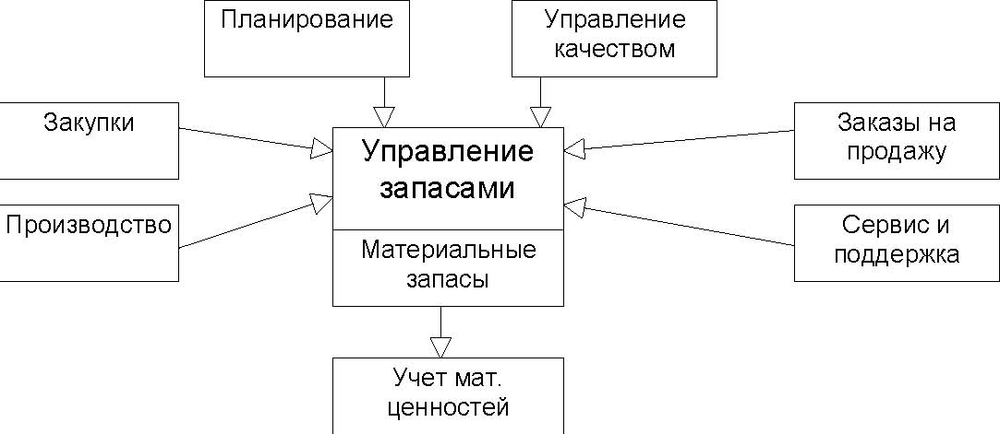 Планирование
Управление
качеством
Закупки
Управление
запасами
Заказы на
продажу
Производство
Материальные
запасы
Сервис и
поддержка
Учет мат.
ценностей